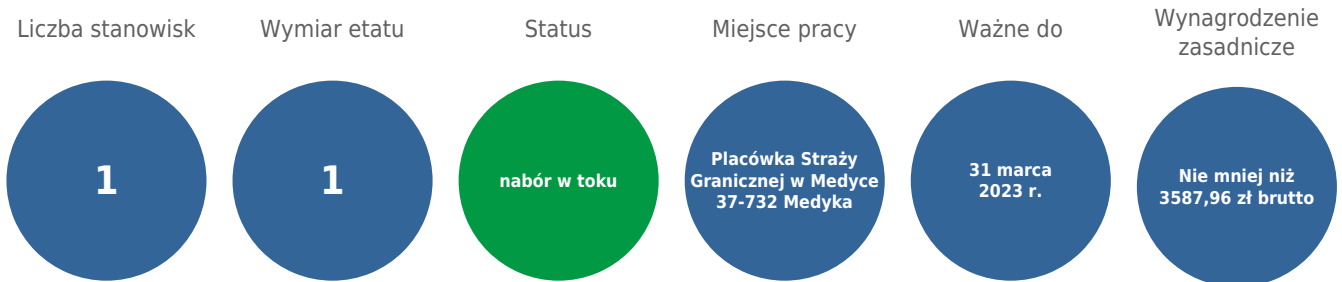 Liczba stanowisk
1
Wymiar etatu
1
Status
nabór w toku
Miejsce pracy
Placówka Straży
Granicznej w Medyce
37-732 Medyka
Ważne do
31 marca
2023 r.
Wynagrodzenie
zasadnicze
Nie mniej niż
3587,96 zł brutto